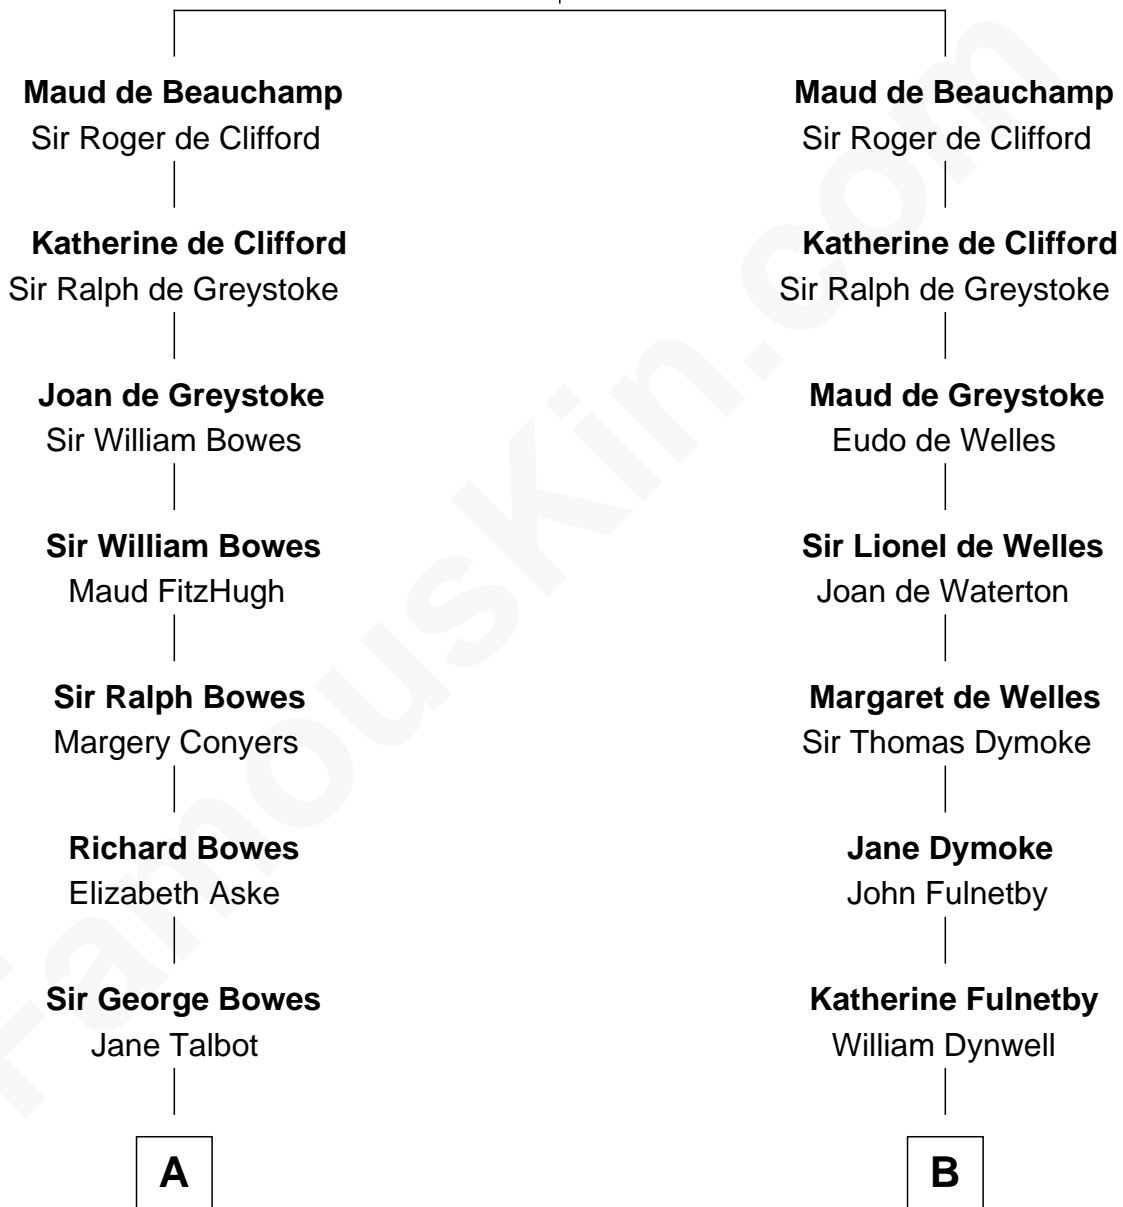 Maud de Beauchamp
Sir Roger de Clifford
Katherine de Clifford
Sir Ralph de Greystoke
Joan de Greystoke
Sir William Bowes
Sir William Bowes
Maud FitzHugh
Sir Ralph Bowes
Margery Conyers
Richard Bowes
Elizabeth Aske
Sir George Bowes
Jane Talbot
A
Maud de Beauchamp
Sir Roger de Clifford
Katherine de Clifford
Sir Ralph de Greystoke
Maud de Greystoke
Eudo de Welles
Sir Lionel de Welles
Joan de Waterton
Margaret de Welles
Sir Thomas Dymoke
Jane Dymoke
John Fulnetby
Katherine Fulnetby
William Dynwell
B
FamousKin.com